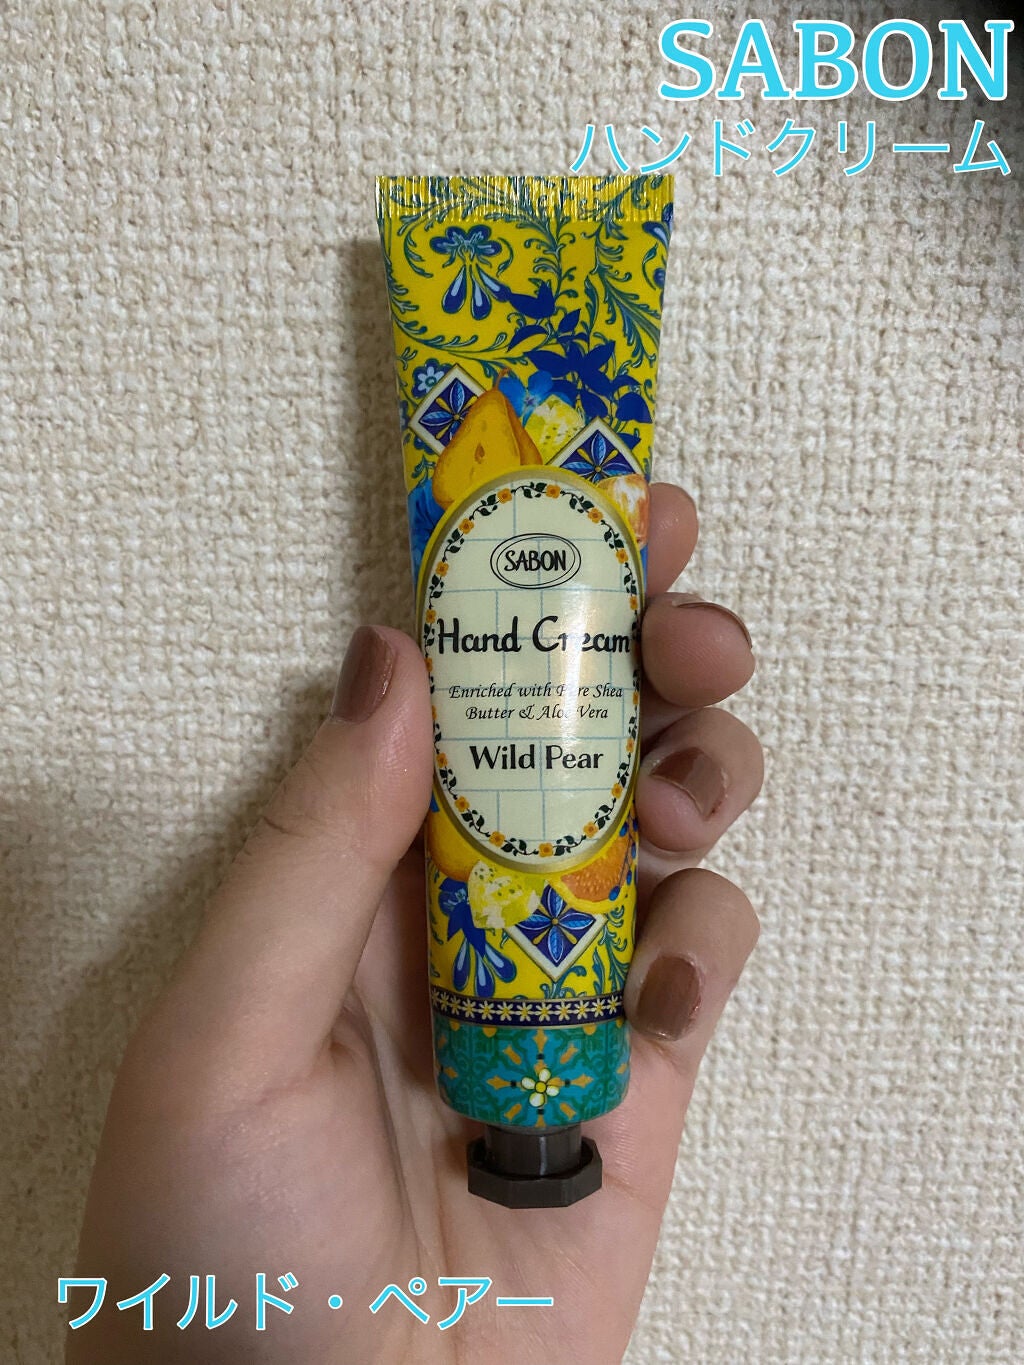 SABON
ハンドクリーム
SABON
Hand Cream
Enriched with Pure Shea
Butter & Aloe Vera
Wild Pear
ワイルド・ペアー